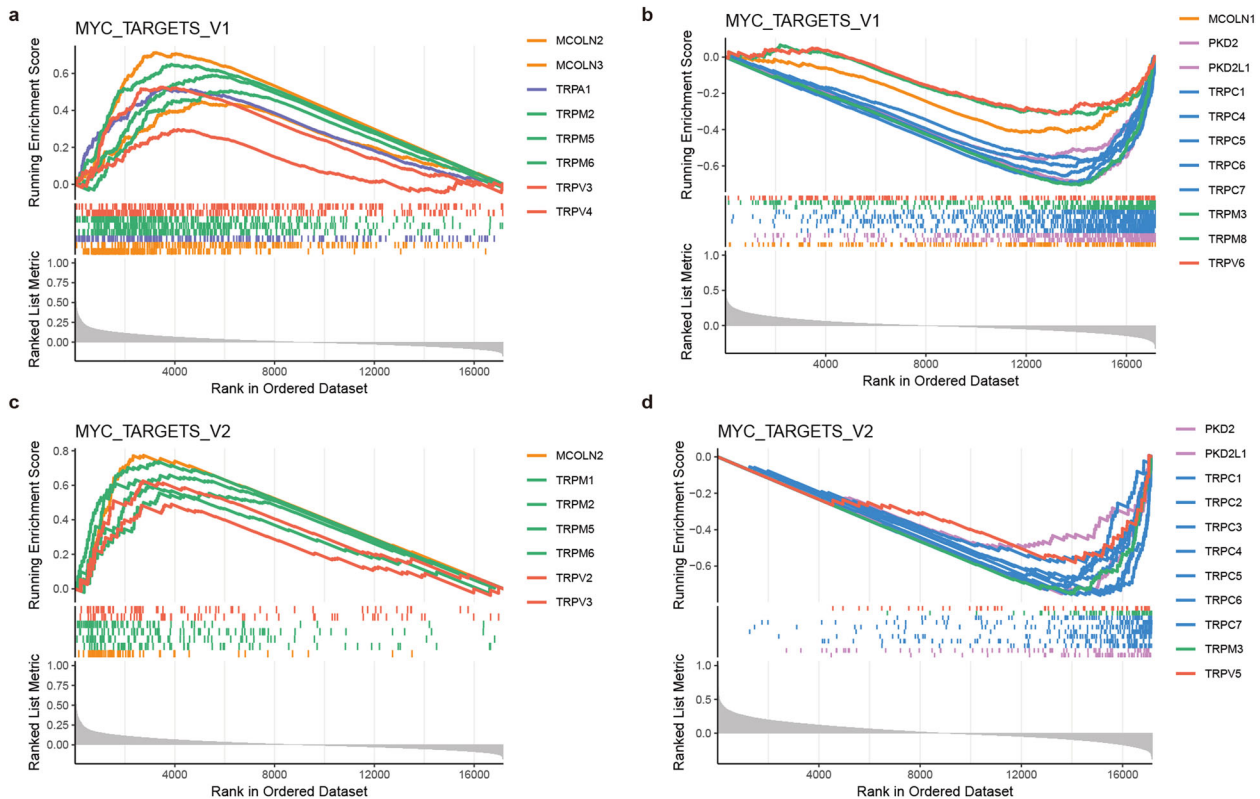 a
MYC_TARGETS_V1
Running Enrichment Score
0.6
0.4
0.2
0.0
Ranked List Metric
1.00
0.75
0.50
0.25
0.00
4000 8000 12000 16000
Rank in Ordered Dataset
MCOLN2
MCOLN3
TRPA1
TRPM2
TRPM5
TRPM6
TRPV3
TRPV4
b
MYC_TARGETS_V1
Running Enrichment Score
0.0
−0.2
−0.4
−0.6
Ranked List Metric
1.0
0.5
0.0
4000 8000 12000 16000
Rank in Ordered Dataset
MCOLN1
PKD2
PKD2L1
TRPC1
TRPC4
TRPC5
TRPC6
TRPC7
TRPM3
TRPM8
TRPV6
c
MYC_TARGETS_V2
Running Enrichment Score
0.8
0.6
0.4
0.2
0.0
Ranked List Metric
1.00
0.75
0.50
0.25
0.00
4000 8000 12000 16000
Rank in Ordered Dataset
MCOLN2
TRPM1
TRPM2
TRPM5
TRPM6
TRPV2
TRPV3
d
MYC_TARGETS_V2
Running Enrichment Score
0.0
−0.2
−0.4
−0.6
Ranked List Metric
1.0
0.5
0.0
4000 8000 12000 16000
Rank in Ordered Dataset
PKD2
PKD2L1
TRPC1
TRPC2
TRPC3
TRPC4
TRPC5
TRPC6
TRPC7
TRPM3
TRPV5